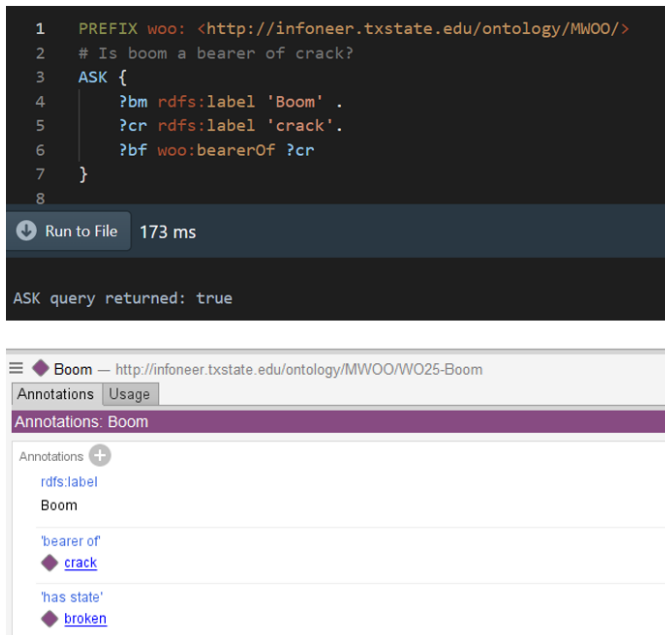 1 PREFIX woo: <http://infoneer.txstate.edu/ontology/MWOO/>
2 # Is boom a bearer of crack?
3 ASK {
4 ?bm rdfs:label 'Boom' .
5 ?cr rdfs:label 'crack'.
6 ?bf woo:bearerOf ?cr
7 }
8
Run to File 173 ms
ASK query returned: true
Boom — http://infoneer.txstate.edu/ontology/MWOO/WO25-Boom
Annotations Usage
Annotations: Boom
Annotations
rdfs:label
Boom
'bearer of'
crack
'has state'
broken